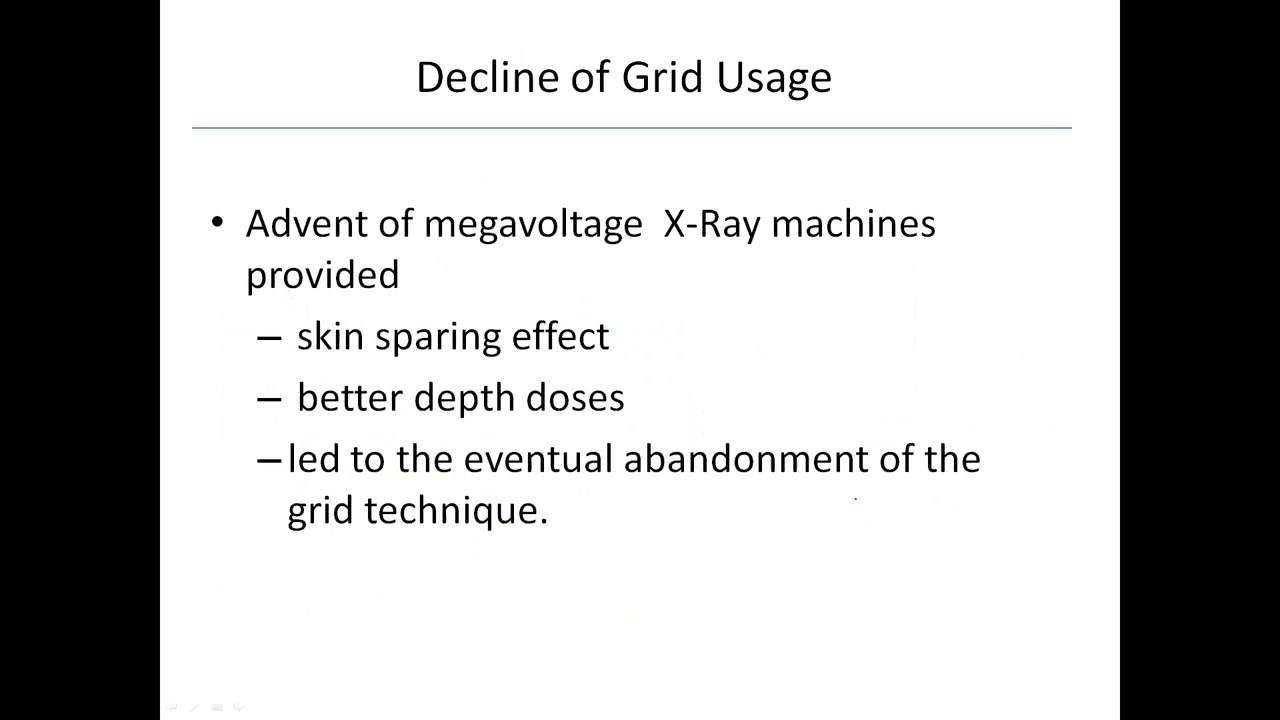 Decline of Grid Usage
• Advent of megavoltage X-Ray machines
provided
– skin sparing effect
– better depth doses
– led to the eventual abandonment of the
grid technique.